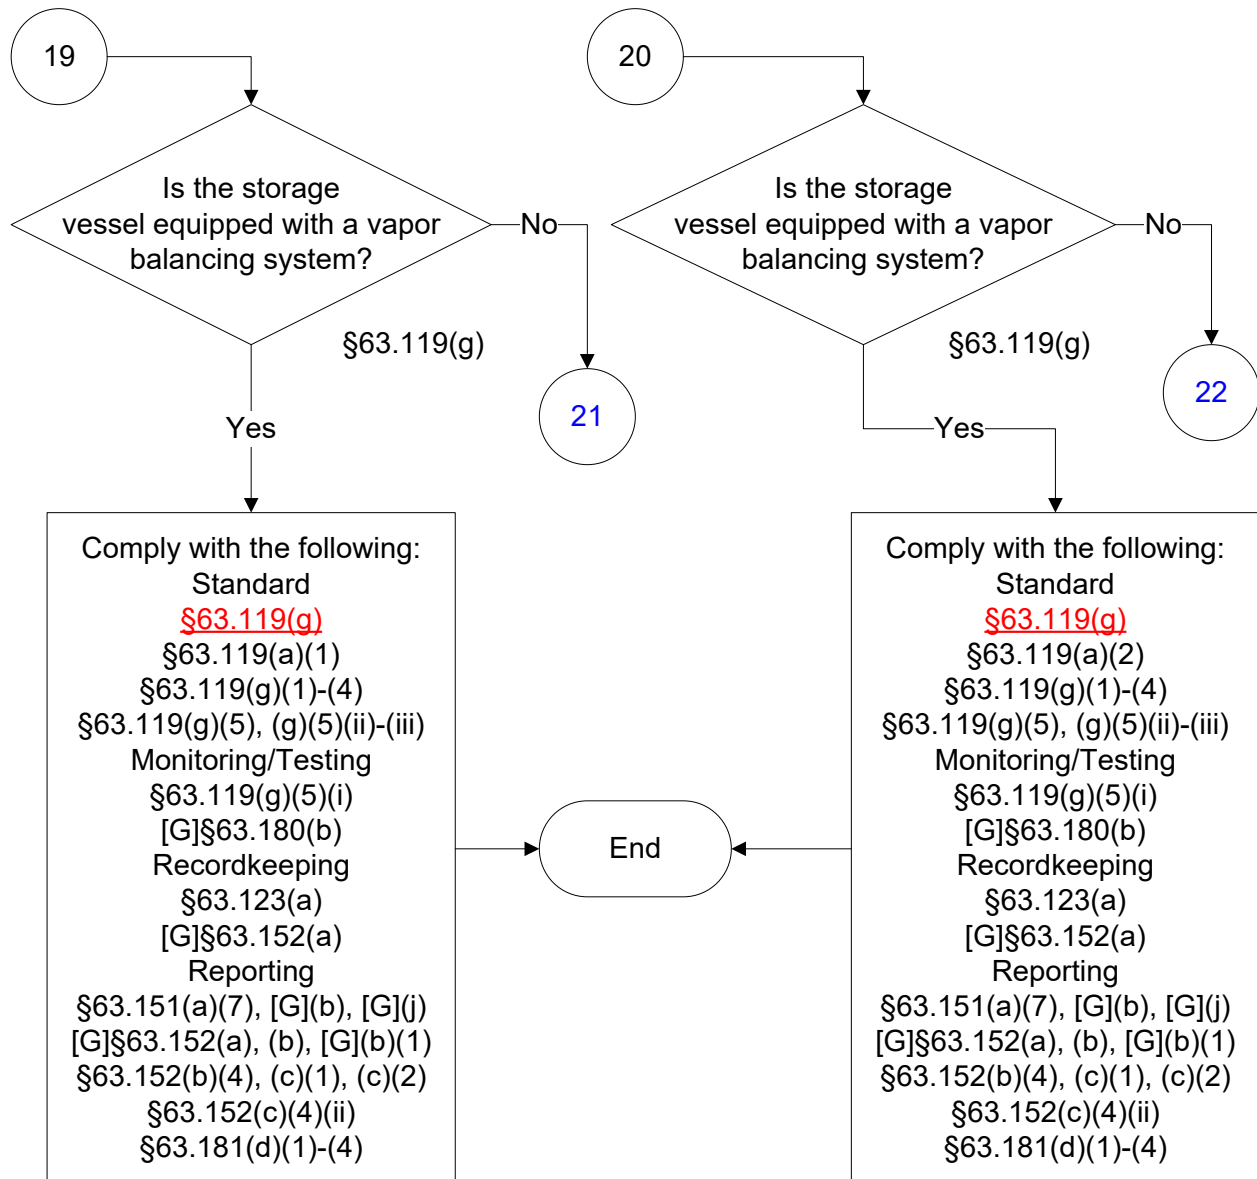 19
Is the storage
vessel equipped with a vapor
balancing system?
No
§63.119(g)
21
Yes
Comply with the following:
Standard
§63.119(g)
§63.119(a)(1)
§63.119(g)(1)-(4)
§63.119(g)(5), (g)(5)(ii)-(iii)
Monitoring/Testing
§63.119(g)(5)(i)
[G]§63.180(b)
Recordkeeping
§63.123(a)
[G]§63.152(a)
Reporting
§63.151(a)(7), [G](b), [G](j)
[G]§63.152(a), (b), [G](b)(1)
§63.152(b)(4), (c)(1), (c)(2)
§63.152(c)(4)(ii)
§63.181(d)(1)-(4)
End
20
Is the storage
vessel equipped with a vapor
balancing system?
No
§63.119(g)
22
Yes
Comply with the following:
Standard
§63.119(g)
§63.119(a)(2)
§63.119(g)(1)-(4)
§63.119(g)(5), (g)(5)(ii)-(iii)
Monitoring/Testing
§63.119(g)(5)(i)
[G]§63.180(b)
Recordkeeping
§63.123(a)
[G]§63.152(a)
Reporting
§63.151(a)(7), [G](b), [G](j)
[G]§63.152(a), (b), [G](b)(1)
§63.152(b)(4), (c)(1), (c)(2)
§63.152(c)(4)(ii)
§63.181(d)(1)-(4)